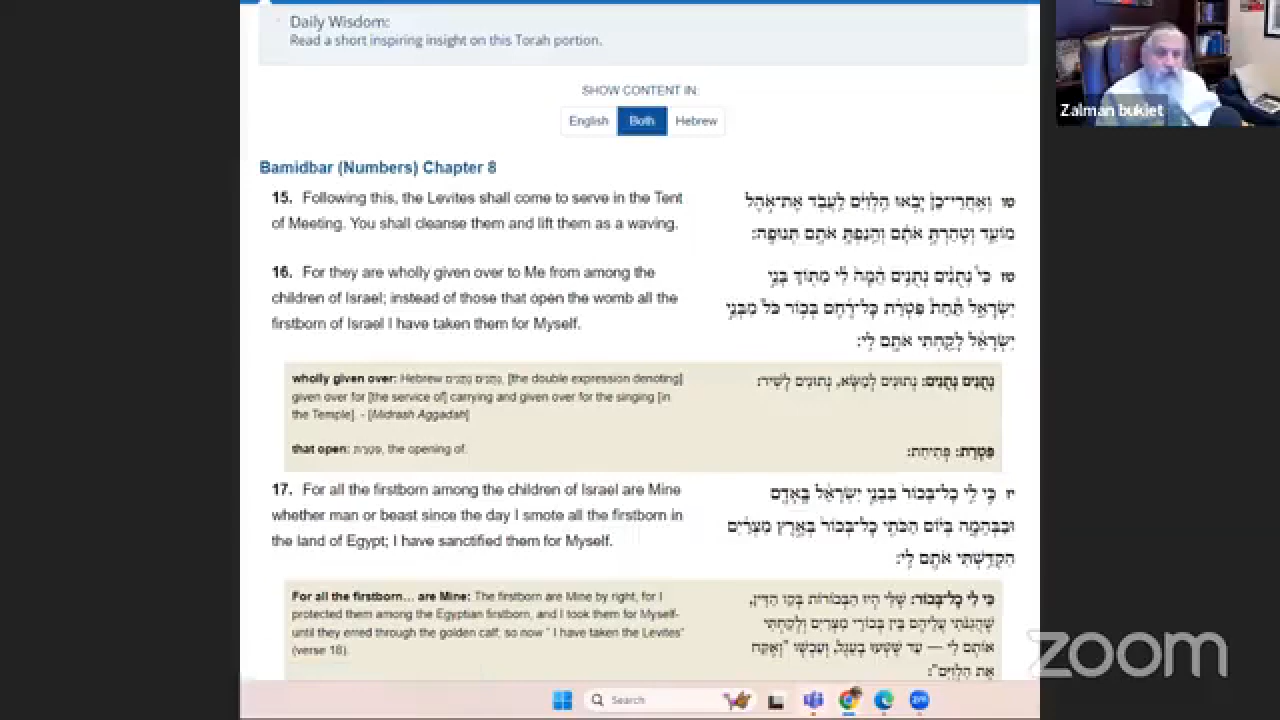 Daily Wisdom:
Read a short inspiring insight on this Torah portion.
Zalman bukiet
SHOW CONTENT IN:
English Both Hebrew
Bamidbar (Numbers) Chapter 8
15. Following this, the Levites shall come to serve in the Tent
of Meeting. You shall cleanse them and lift them as a waving.
טו וְאַחֲרֵי־כֵן֙ יָבֹ֣אוּ הַלְוִיִּ֔ם לַעֲבֹ֖ד אֶת־אֹ֣הֶל
מוֹעֵ֑ד וְטִֽהַרְתָּ֣ אֹתָ֔ם וְהֵנַפְתָּ֥ אֹתָ֖ם תְּנוּפָֽה:
16. For they are wholly given over to Me from among the
children of Israel; instead of those that open the womb all the
firstborn of Israel I have taken them for Myself.
טז כִּי֩ נְתֻנִ֨ים נְתֻנִ֥ים הֵ֙מָּה֙ לִ֔י מִתּ֖וֹךְ בְּנֵ֣י
יִשְׂרָאֵ֑ל תַּ֩חַת֩ פִּטְרַ֨ת כָּל־רֶ֜חֶם בְּכ֥וֹר כֹּל֙ מִבְּנֵ֣י
יִשְׂרָאֵ֔ל לָקַ֥חְתִּי אֹתָ֖ם לִֽי:
wholly given over: Hebrew נְתֻנִים נְתֻנִים, [the double expression denoting]
given over for [the service of] carrying and given over for the singing [in
the Temple]. - [Midrash Aggadah]
נְתֻנִים נְתֻנִים: נְתוּנִים לְמַשָּׂא, נְתוּנִים לְשִׁיר:
that open: פִּטְרַת, the opening of.
פִּטְרַת: פְּתִיחַת:
17. For all the firstborn among the children of Israel are Mine
whether man or beast since the day I smote all the firstborn in
the land of Egypt; I have sanctified them for Myself.
יז כִּ֣י לִ֤י כָל־בְּכוֹר֙ בִּבְנֵ֣י יִשְׂרָאֵ֔ל בָּאָדָ֖ם
וּבַבְּהֵמָ֑ה בְּי֗וֹם הַכֹּתִ֤י כָל־בְּכוֹר֙ בְּאֶ֣רֶץ מִצְרַ֔יִם
הִקְדַּ֥שְׁתִּי אֹתָ֖ם לִֽי:
For all the firstborn… are Mine: The firstborn are Mine by right, for I
protected them among the Egyptian firstborn, and I took them for Myself-
until they erred through the golden calf; so now " I have taken the Levites"
(verse 18).
כִּי לִי כָל־בְּכוֹר: שֶׁלִּי הָיוּ הַבְּכוֹרוֹת בְּקַו הַדִּין,
שֶׁהֲגַנְתִּי עֲלֵיהֶם בֵּין בְּכוֹרֵי מִצְרַיִם וְלָקַחְתִּי
אוֹתָם לִי — עַד שֶׁטָּעוּ בָעֵגֶל, וְעַכְשָׁו "וָאֶקַּח
אֶת הַלְוִיִּם":
zoom
Search